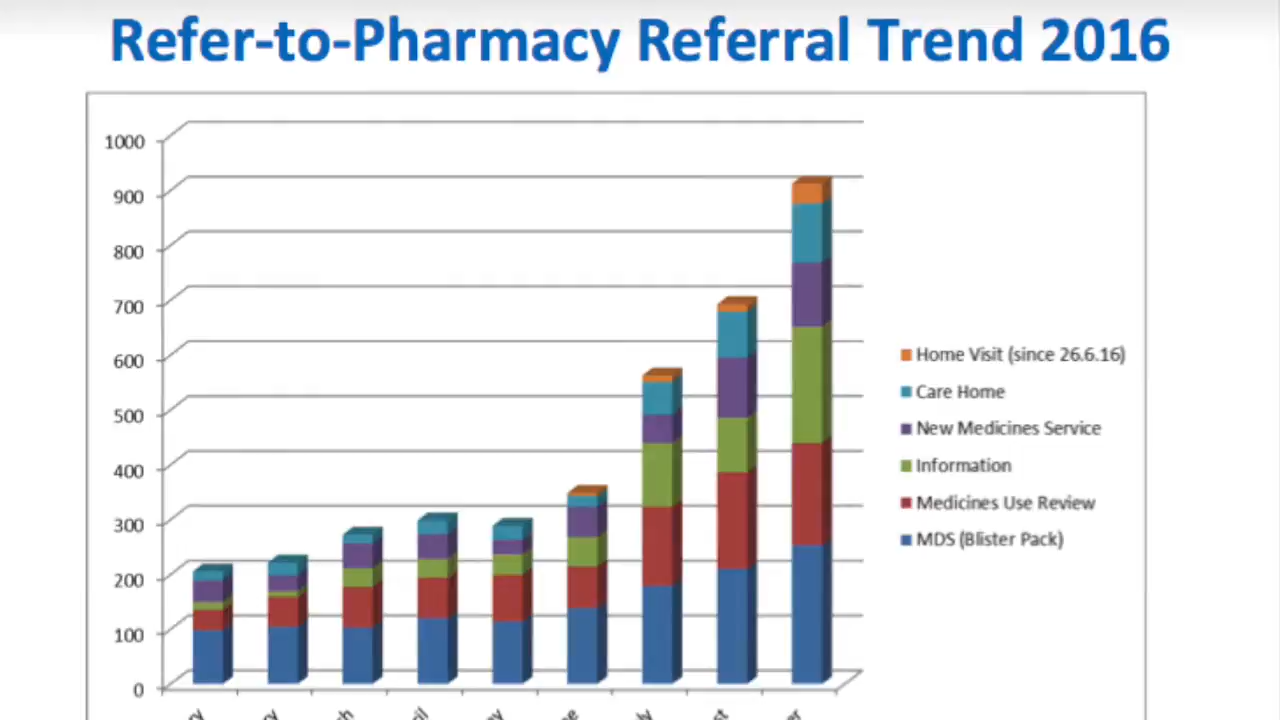 Refer-to-Pharmacy Referral Trend 2016
1000
900
800
700
600
500
400
300
200
100
0
Home Visit (since 26.6.16)
Care Home
New Medicines Service
Information
Medicines Use Review
MDS (Blister Pack)